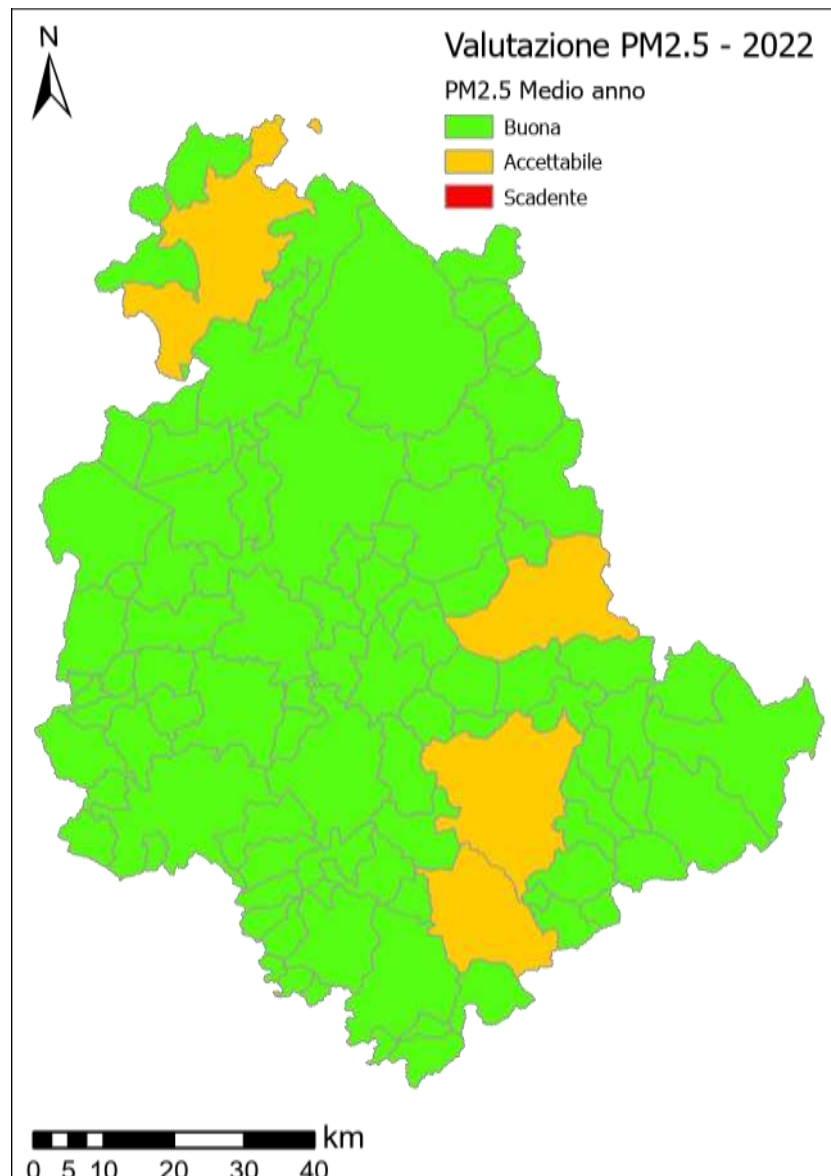 N
Valutazione PM2.5 - 2022
PM2.5 Medio anno
Buona
Accettabile
Scadente
km
0 5 10 20 30 40